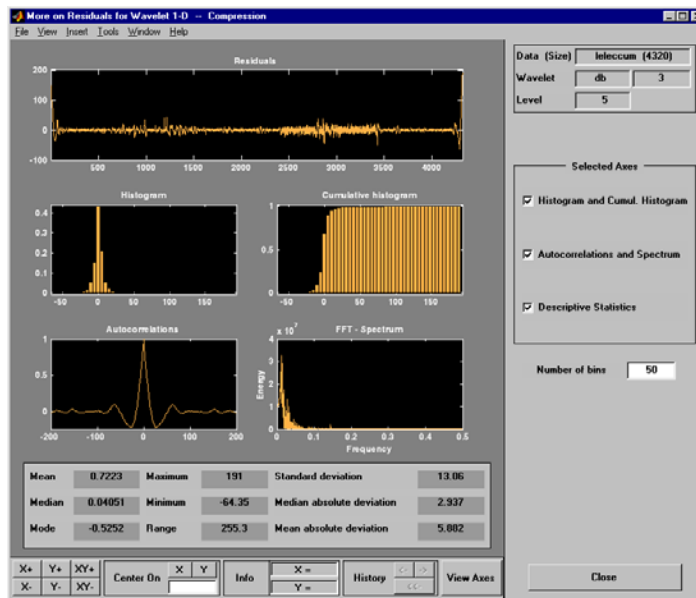 More on Residuals for Wavelet 1-D -- Compression
File View Insert Tools Window Help
Residuals
200
100
0
-100
500 1000 1500 2000 2500 3000 3500 4000
Histogram
0.4
0.3
0.2
0.1
0
-50 0 50 100 150
Cumulative histogram
1
0.5
0
-50 0 50 100 150
Autocorrelations
1
0.5
0
-200 -100 0 100 200
FFT - Spectrum
x 10^7
4
3
2
1
0
Energy
0 0.1 0.2 0.3 0.4 0.5
Frequency
Mean 0.7223 Maximum 191 Standard deviation 13.06
Median 0.04051 Minimum -64.35 Median absolute deviation 2.937
Mode -0.5252 Range 255.3 Mean absolute deviation 5.882
X+ Y+ XY+
X- Y- XY-
Center On X Y
Info X =
Y =
History <- ->
<<-
View Axes
Data (Size) leleccum (4320)
Wavelet db 3
Level 5
Selected Axes
Histogram and Cumul. Histogram
Autocorrelations and Spectrum
Descriptive Statistics
Number of bins 50
Close